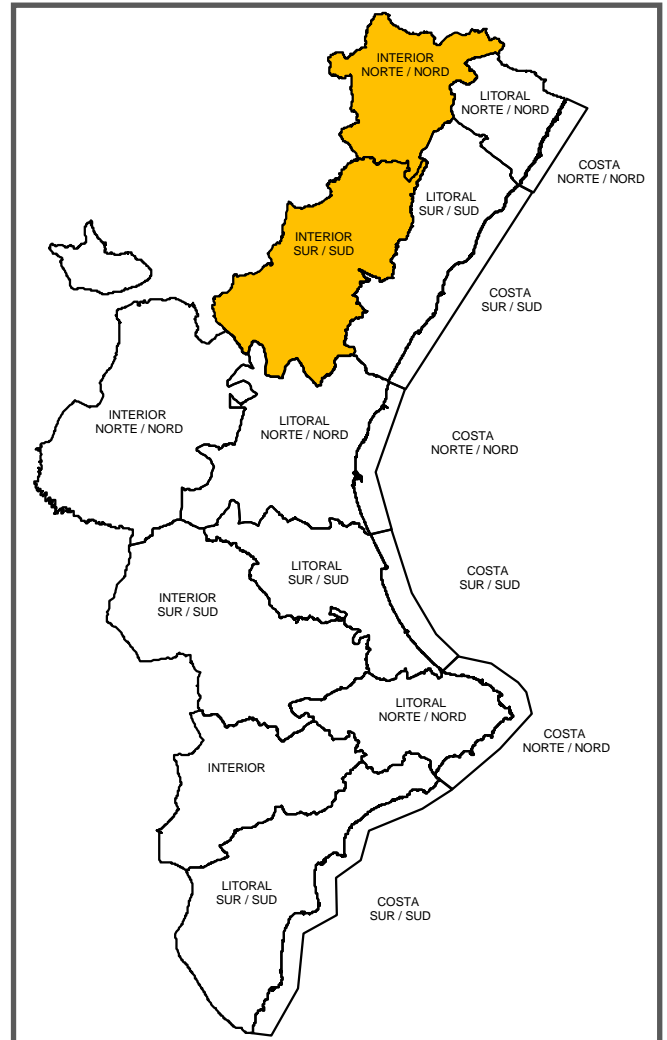 INTERIOR
NORTE / NORD
LITORAL
NORTE / NORD
COSTA
NORTE / NORD
LITORAL
SUR / SUD
INTERIOR
SUR / SUD
COSTA
SUR / SUD
INTERIOR
NORTE / NORD
LITORAL
NORTE / NORD
COSTA
NORTE / NORD
LITORAL
SUR / SUD
COSTA
SUR / SUD
INTERIOR
SUR / SUD
LITORAL
NORTE / NORD
COSTA
NORTE / NORD
INTERIOR
LITORAL
SUR / SUD
COSTA
SUR / SUD